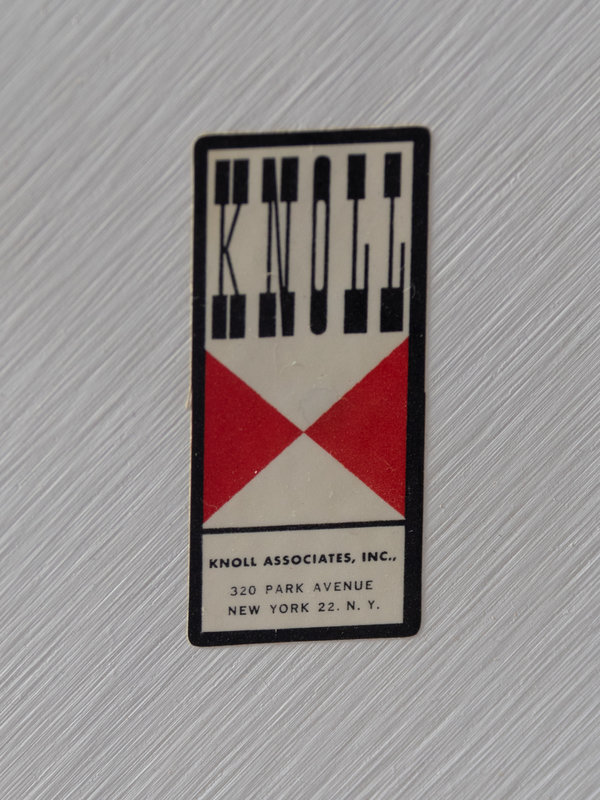 KNOLL
KNOLL ASSOCIATES, INC.,
320 PARK AVENUE
NEW YORK 22. N. Y.